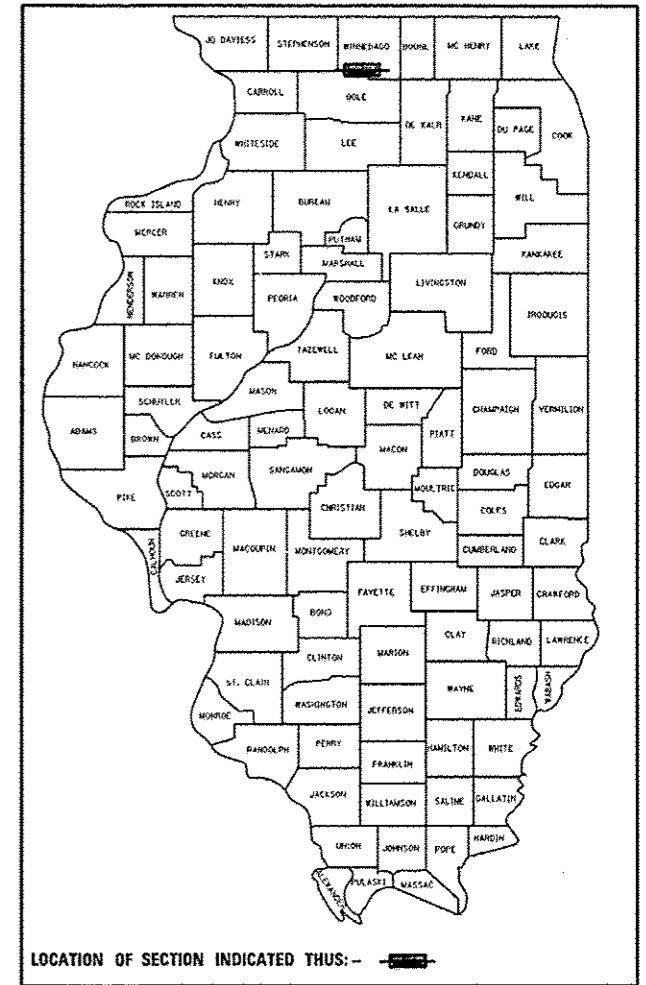 JO DAVIESS STEPHENSON WINNEBAGO BOONE MC HENRY LAKE
CARROLL OGLE
DE KALB KANE DU PAGE COOK
WHITESIDE LEE
KENDALL WILL
ROCK ISLAND HENRY BUREAU LA SALLE GRUNDY
MERCER PUTNAM KANKAKEE
STARK MARSHALL
HENDERSON WARREN KNOX PEORIA WOODFORD LIVINGSTON IROQUOIS
HANCOCK MC DONOUGH FULTON TAZEWELL MC LEAN FORD
MASON
SCHUYLER LOGAN DE WITT CHAMPAIGN VERMILION
ADAMS BROWN CASS MENARD PIATT
MACON
PIKE SCOTT MORGAN SANGAMON MOULTRIE DOUGLAS EDGAR
CHRISTIAN COLES
GREENE SHELBY
CALHOUN MACOUPIN MONTGOMERY CUMBERLAND CLARK
JERSEY
FAYETTE EFFINGHAM JASPER CRAWFORD
MADISON BOND
CLAY RICHLAND LAWRENCE
CLINTON MARION
ST. CLAIR WAYNE EDWARDS WABASH
WASHINGTON JEFFERSON
MONROE
RANDOLPH PERRY HAMILTON WHITE
FRANKLIN
JACKSON WILLIAMSON SALINE GALLATIN
UNION JOHNSON POPE HARDIN
ALEXANDER PULASKI MASSAC
LOCATION OF SECTION INDICATED THUS:-